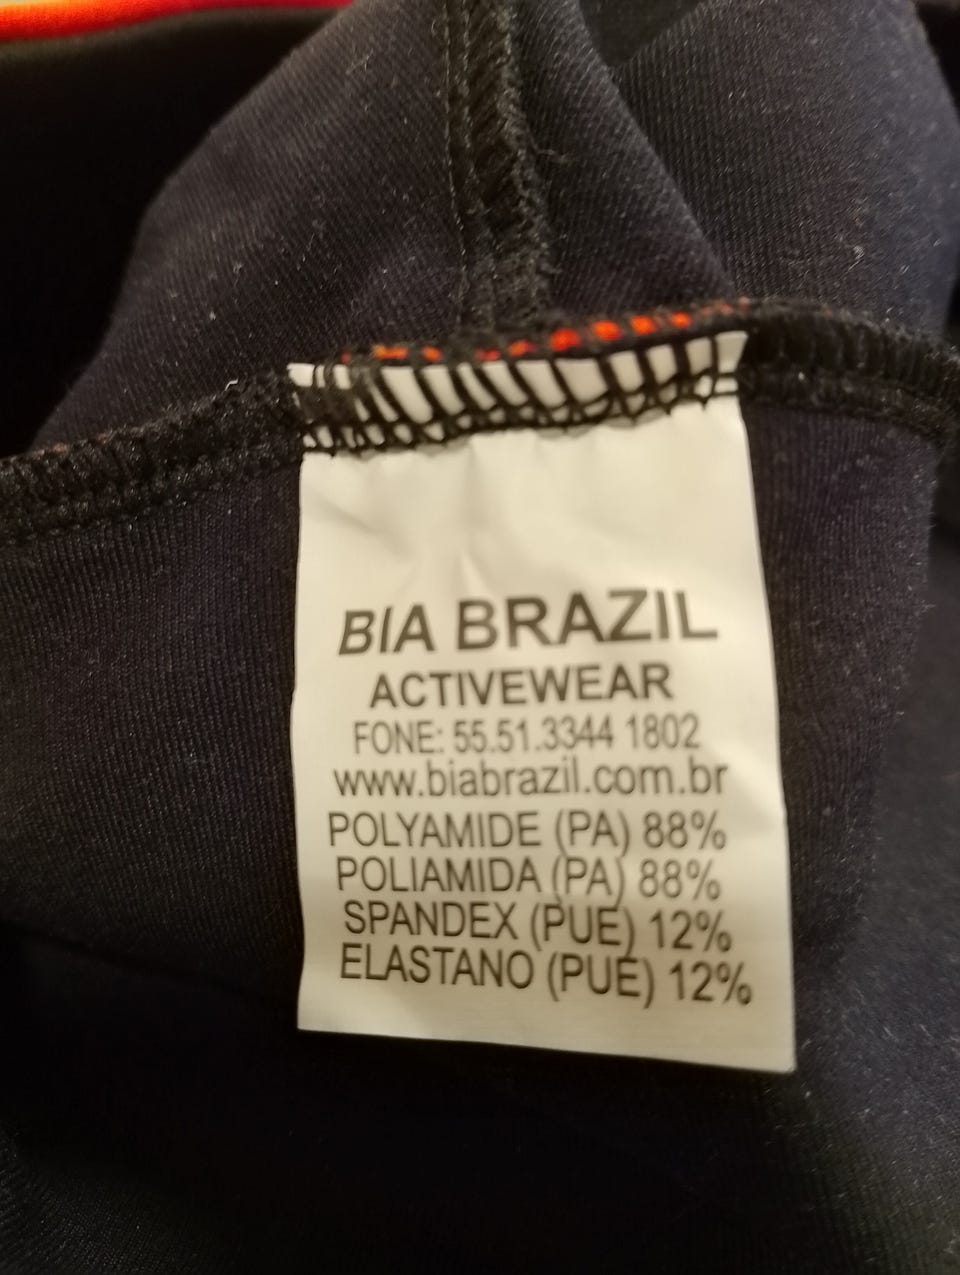 BIA BRAZIL
ACTIVEWEAR
FONE: 55.51.3344 1802
www.biabrazil.com.br
POLYAMIDE (PA) 88%
POLIAMIDA (PA) 88%
SPANDEX (PUE) 12%
ELASTANO (PUE) 12%